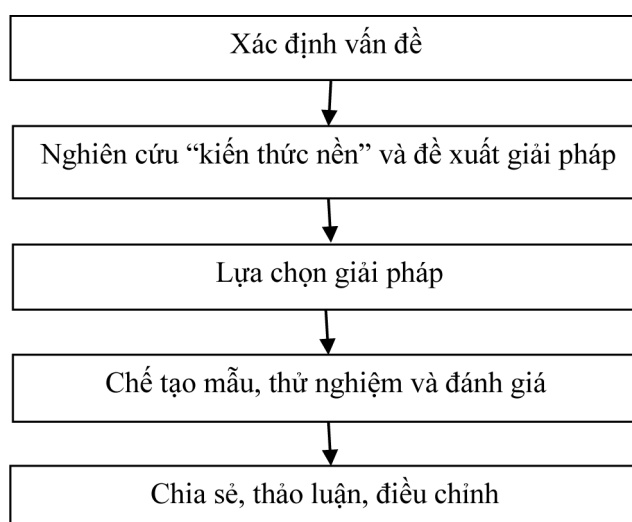 Xác định vấn đề
Nghiên cứu “kiến thức nền” và đề xuất giải pháp
Lựa chọn giải pháp
Chế tạo mẫu, thử nghiệm và đánh giá
Chia sẻ, thảo luận, điều chỉnh